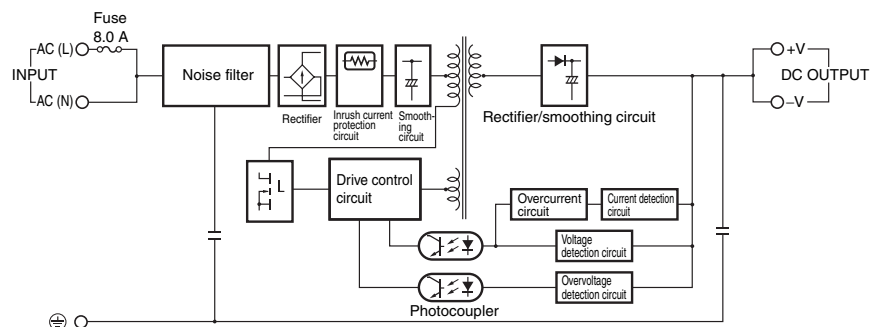 Fuse
8.0 A
AC (L)
INPUT
AC (N)
Noise filter
Rectifier
Inrush current
protection
circuit
Smooth-
ing
circuit
Rectifier/smoothing circuit
+V
DC OUTPUT
–V
Drive control
circuit
Overcurrent
circuit
Current detection
circuit
Voltage
detection circuit
Overvoltage
detection circuit
Photocoupler